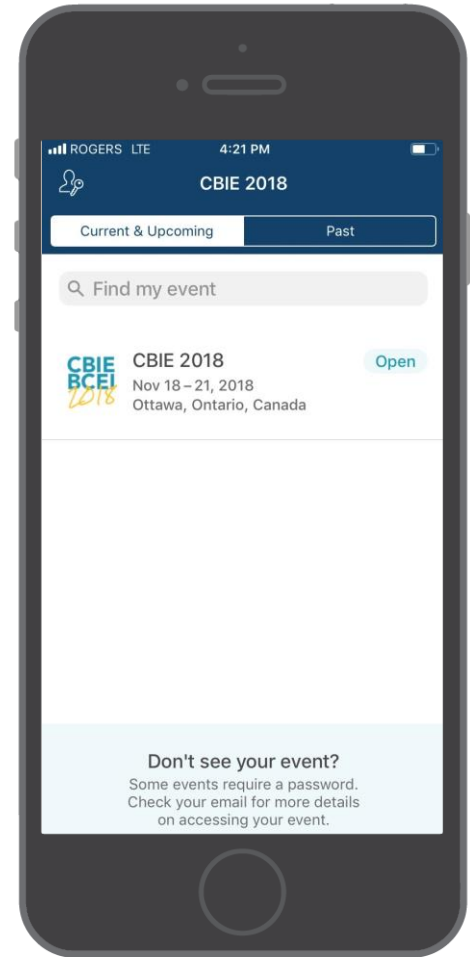 ROGERS LTE 4:21 PM
CBIE 2018
Current & Upcoming Past
Find my event
CBIE
BCEI
2018
CBIE 2018
Open
Nov 18 – 21, 2018
Ottawa, Ontario, Canada
Don't see your event?
Some events require a password.
Check your email for more details
on accessing your event.